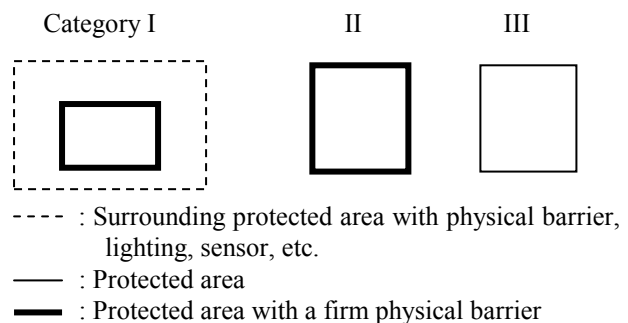 Category I II III
: Surrounding protected area with physical barrier,
lighting, sensor, etc.
: Protected area
: Protected area with a firm physical barrier